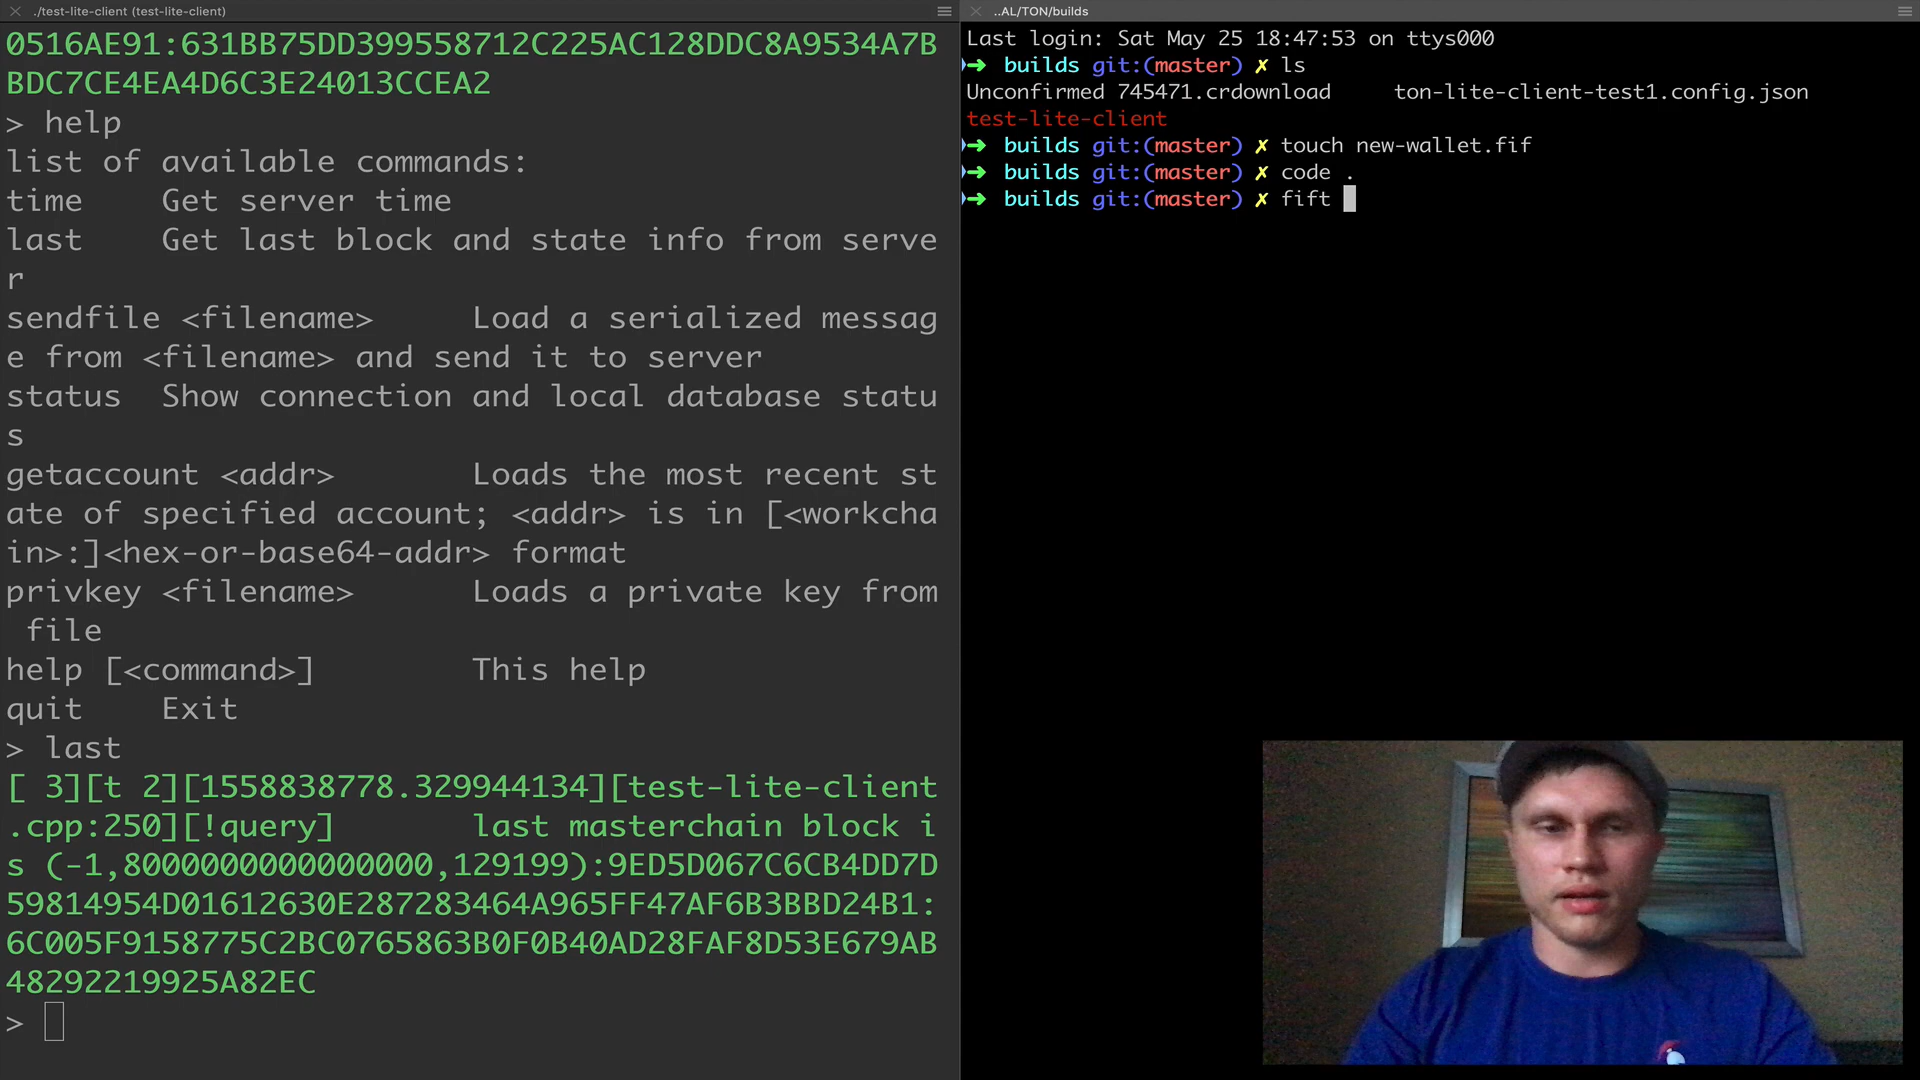 ./test-lite-client (test-lite-client)
0516AE91:631BB75DD399558712C225AC128DDC8A9534A7B
BDC7CE4EA4D6C3E24013CCEA2
> help
list of available commands:
time    Get server time
last    Get last block and state info from serve
r
sendfile <filename>     Load a serialized messag
e from <filename> and send it to server
status  Show connection and local database statu
s
getaccount <addr>       Loads the most recent st
ate of specified account; <addr> is in [<workcha
in>:]<hex-or-base64-addr> format
privkey <filename>      Loads a private key from
 file
help [<command>]        This help
quit    Exit
> last
[ 3][t 2][1558838778.329944134][test-lite-client
.cpp:250][!query]       last masterchain block i
s (-1,8000000000000000,129199):9ED5D067C6CB4DD7D
59814954D01612630E287283464A965FF47AF6B3BBD24B1:
6C005F9158775C2BC0765863B0F0B40AD28FAF8D53E679AB
48292219925A82EC
>
..AL/TON/builds
Last login: Sat May 25 18:47:53 on ttys000
➜ builds git:(master) ✗ ls
Unconfirmed 745471.crdownload     ton-lite-client-test1.config.json
test-lite-client
➜ builds git:(master) ✗ touch new-wallet.fif
➜ builds git:(master) ✗ code .
➜ builds git:(master) ✗ fift